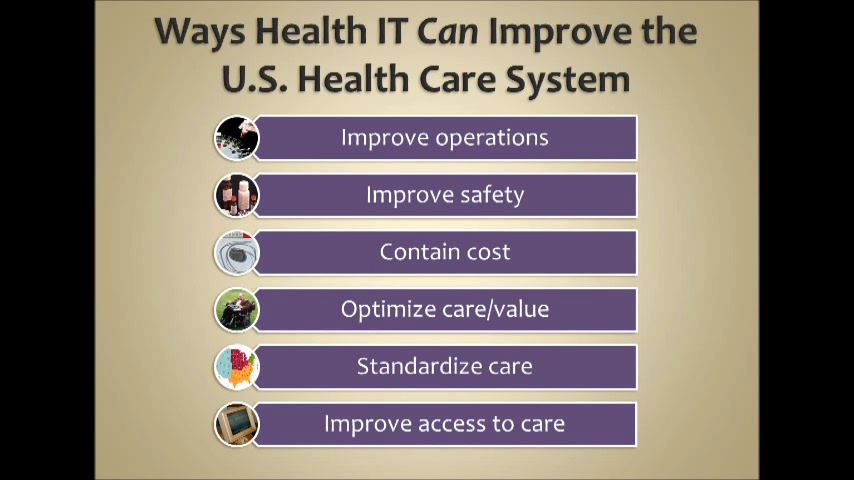 Ways Health IT Can Improve the
U.S. Health Care System
Improve operations
Improve safety
Contain cost
Optimize care/value
Standardize care
Improve access to care